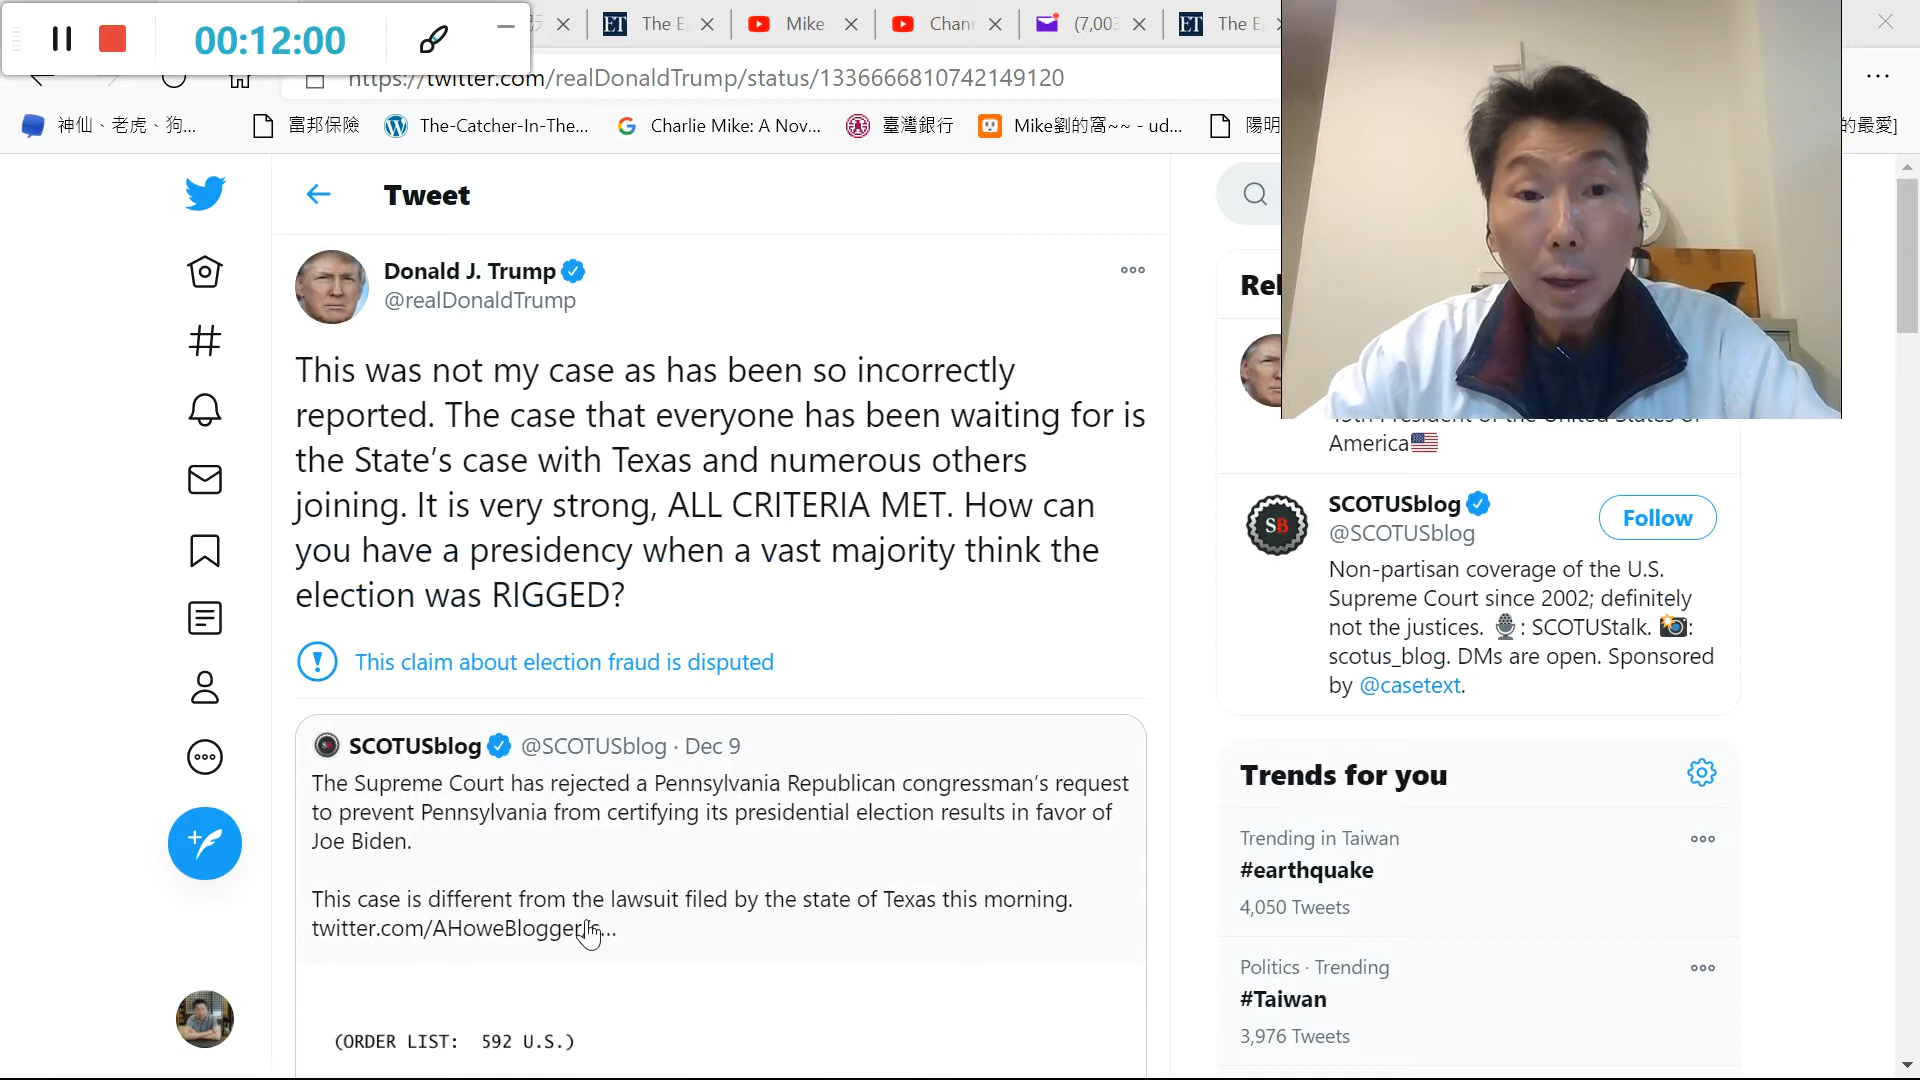 00:12:00
The E
Mike
Chan
(7,003
The E
https://twitter.com/realDonaldTrump/status/1336666810742149120
神仙、老虎、狗...
富邦保險
The-Catcher-In-The...
Charlie Mike: A Nov...
臺灣銀行
Mike劉的窩~~ - ud...
陽明
的最愛]
Tweet
Donald J. Trump
@realDonaldTrump
This was not my case as has been so incorrectly
reported. The case that everyone has been waiting for is
the State’s case with Texas and numerous others
joining. It is very strong, ALL CRITERIA MET. How can
you have a presidency when a vast majority think the
election was RIGGED?
This claim about election fraud is disputed
SCOTUSblog @SCOTUSblog · Dec 9
The Supreme Court has rejected a Pennsylvania Republican congressman’s request
to prevent Pennsylvania from certifying its presidential election results in favor of
Joe Biden.
This case is different from the lawsuit filed by the state of Texas this morning.
twitter.com/AHoweBlogger/s...
(ORDER LIST: 592 U.S.)
Rel
45th President of the United States of
America
SCOTUSblog
@SCOTUSblog
Follow
Non-partisan coverage of the U.S.
Supreme Court since 2002; definitely
not the justices. : SCOTUStalk. :
scotus_blog. DMs are open. Sponsored
by @casetext.
Trends for you
Trending in Taiwan
#earthquake
4,050 Tweets
Politics · Trending
#Taiwan
3,976 Tweets